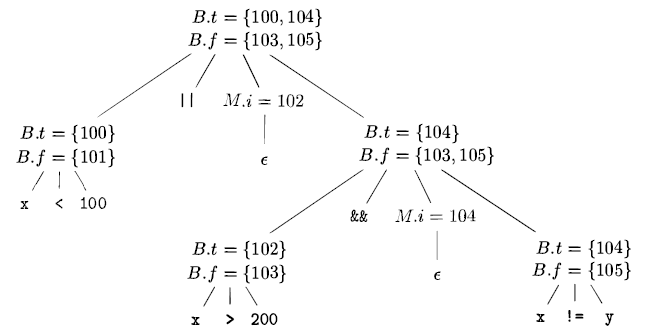 B.t = {100, 104}
B.f = {103, 105}
|| M.i = 102
B.t = {100}
B.f = {101}
ϵ
B.t = {104}
B.f = {103, 105}
x < 100
&& M.i = 104
B.t = {102}
B.f = {103}
ϵ
B.t = {104}
B.f = {105}
x > 200
x != y